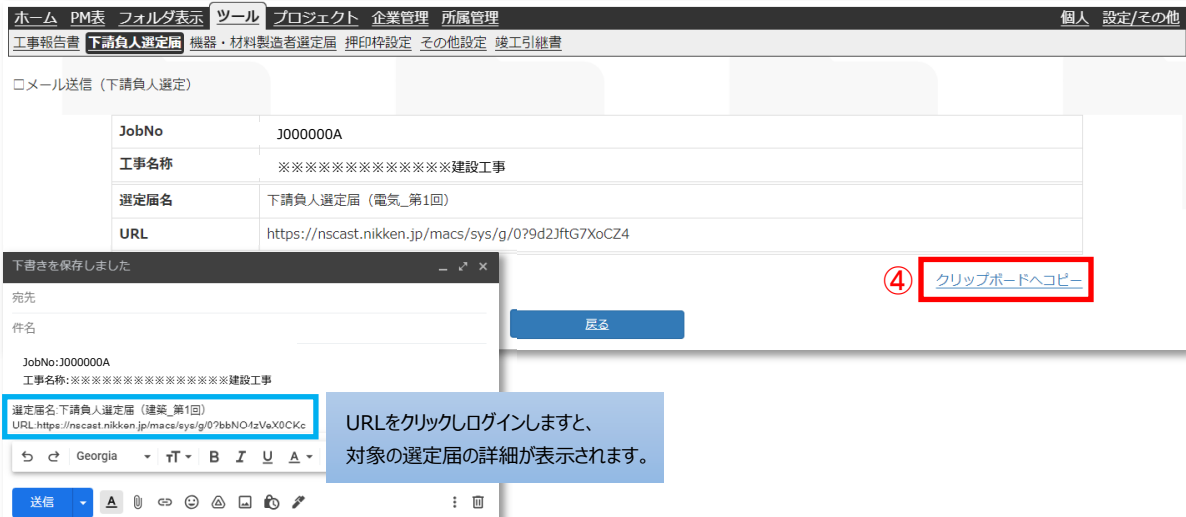 ホーム PM表 フォルダ表示 ツール プロジェクト 企業管理 所属管理 個人 設定/その他
工事報告書 下請負人選定届 機器・材料製造者選定届 押印枠設定 その他設定 竣工引継書
□メール送信（下請負人選定）
JobNo J000000A
工事名称 ※※※※※※※※※※※※※建設工事
選定届名 下請負人選定届（電気_第1回）
URL https://nscast.nikken.jp/macs/sys/g/0?9d2JftG7XoCZ4
④ クリップボードへコピー
戻る
下書きを保存しました
宛先
件名
JobNo:J000000A
工事名称:※※※※※※※※※※※※※※※建設工事
選定届名:下請負人選定届（建築_第1回）
URL:https://nscast.nikken.jp/macs/sys/g/0?bbNO4zVeX0CKc
Georgia B I U A
送信 A
URLをクリックしログインしますと、
対象の選定届の詳細が表示されます。